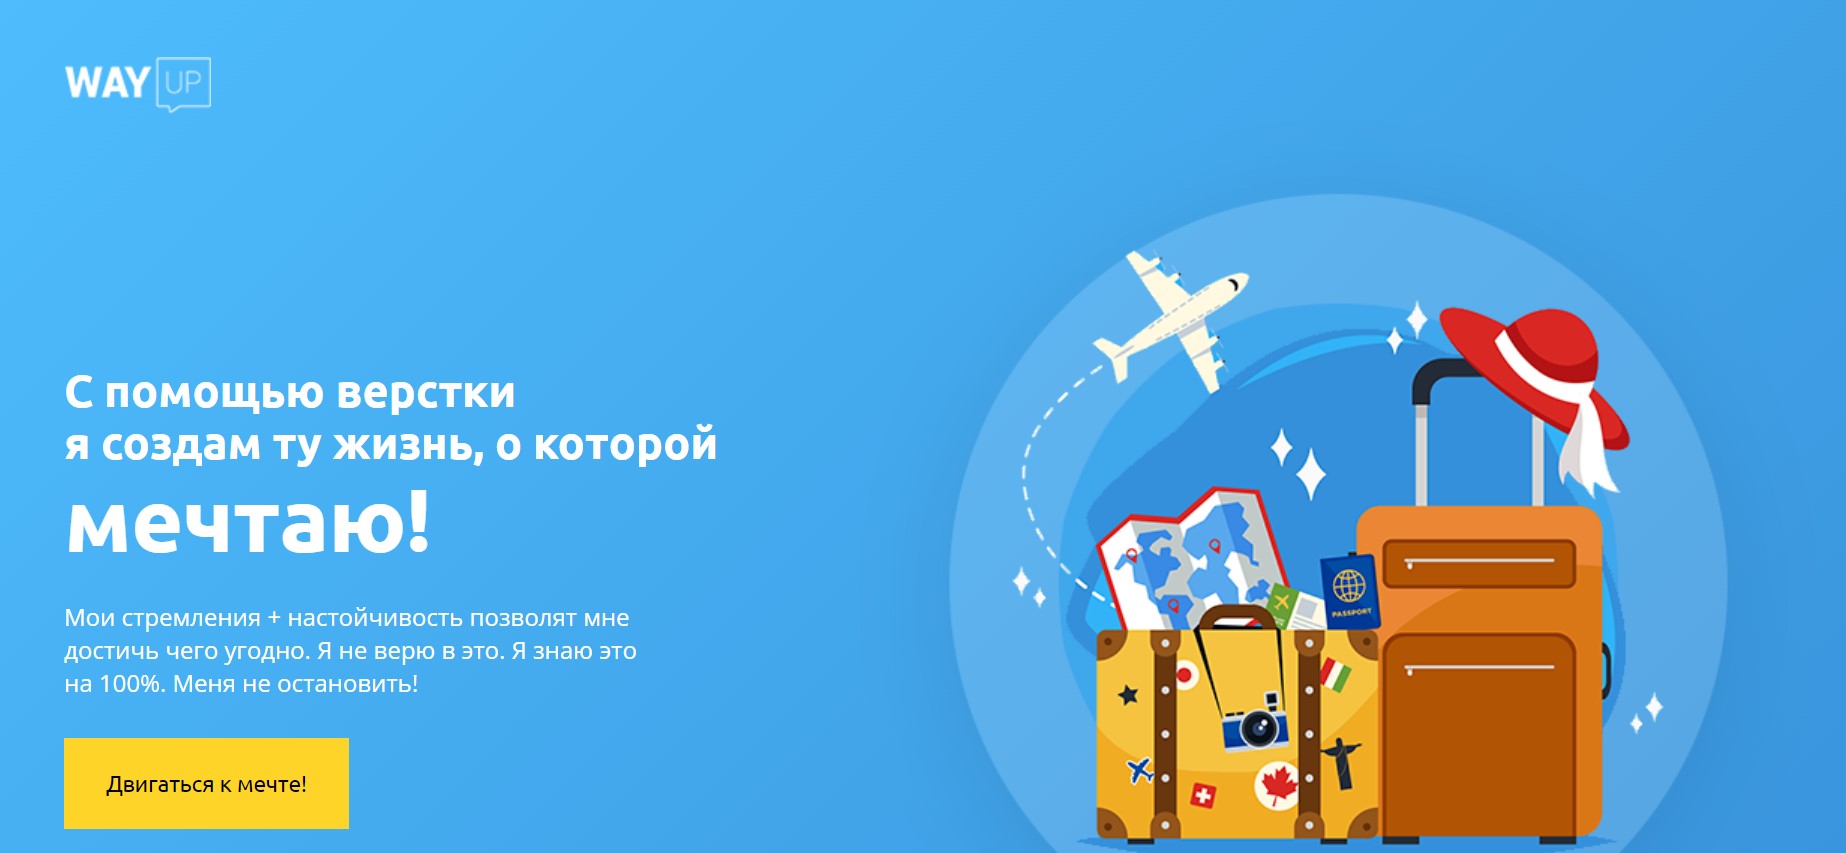 WAY UP
С помощью верстки
я создам ту жизнь, о которой
мечтаю!
Мои стремления + настойчивость позволят мне
достичь чего угодно. Я не верю в это. Я знаю это
на 100%. Меня не остановить!
Двигаться к мечте!
PASSPORT